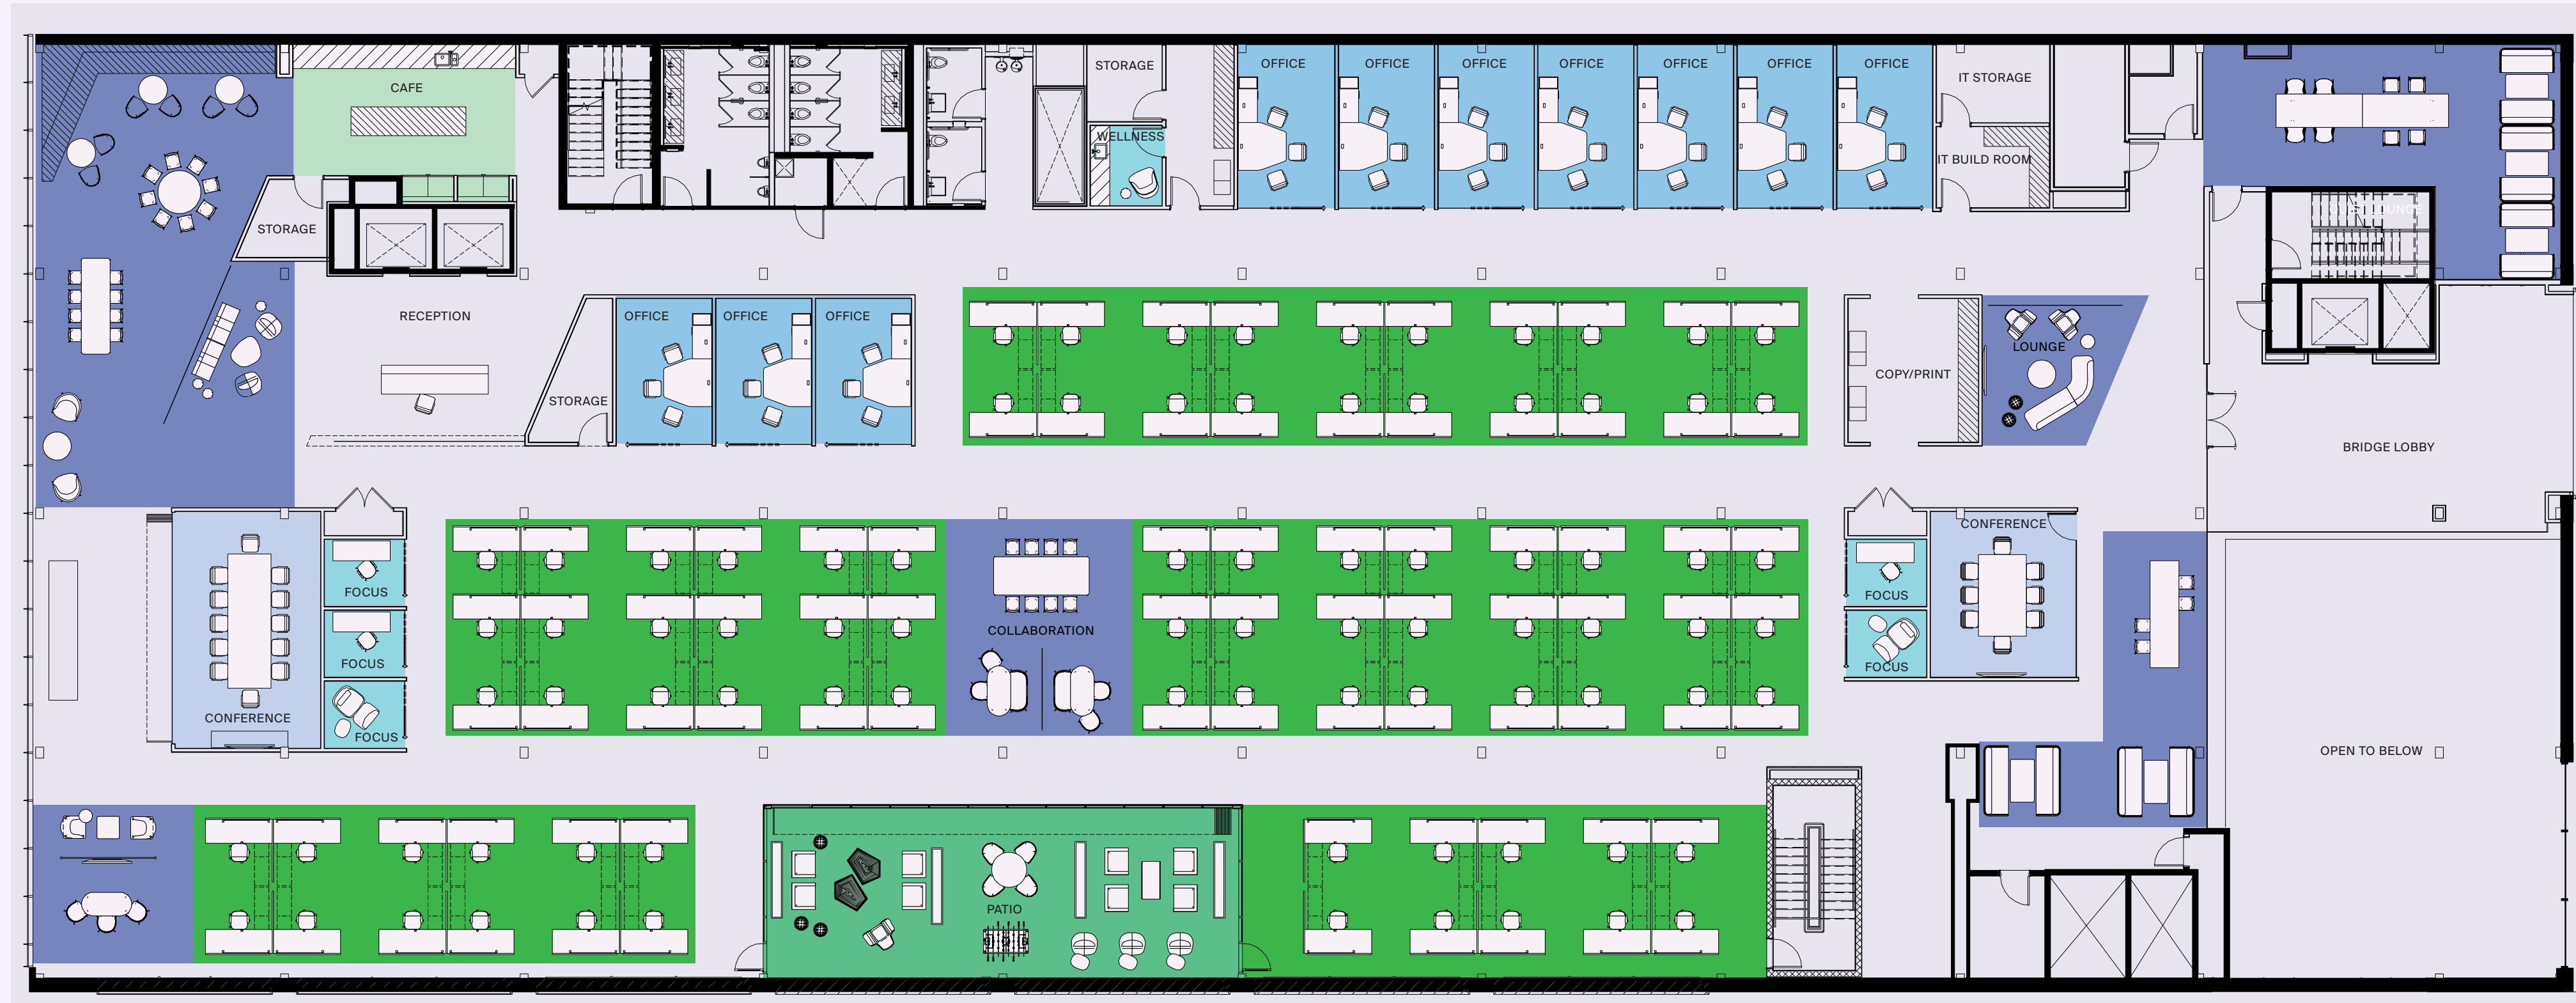 CAFE
STORAGE
OFFICE
OFFICE
OFFICE
OFFICE
OFFICE
OFFICE
OFFICE
IT STORAGE
WELLNESS
IT BUILD ROOM
STORAGE
LOUNGE
RECEPTION
OFFICE
OFFICE
OFFICE
LOUNGE
COPY/PRINT
STORAGE
BRIDGE LOBBY
CONFERENCE
FOCUS
FOCUS
COLLABORATION
FOCUS
FOCUS
CONFERENCE
FOCUS
OPEN TO BELOW
PATIO